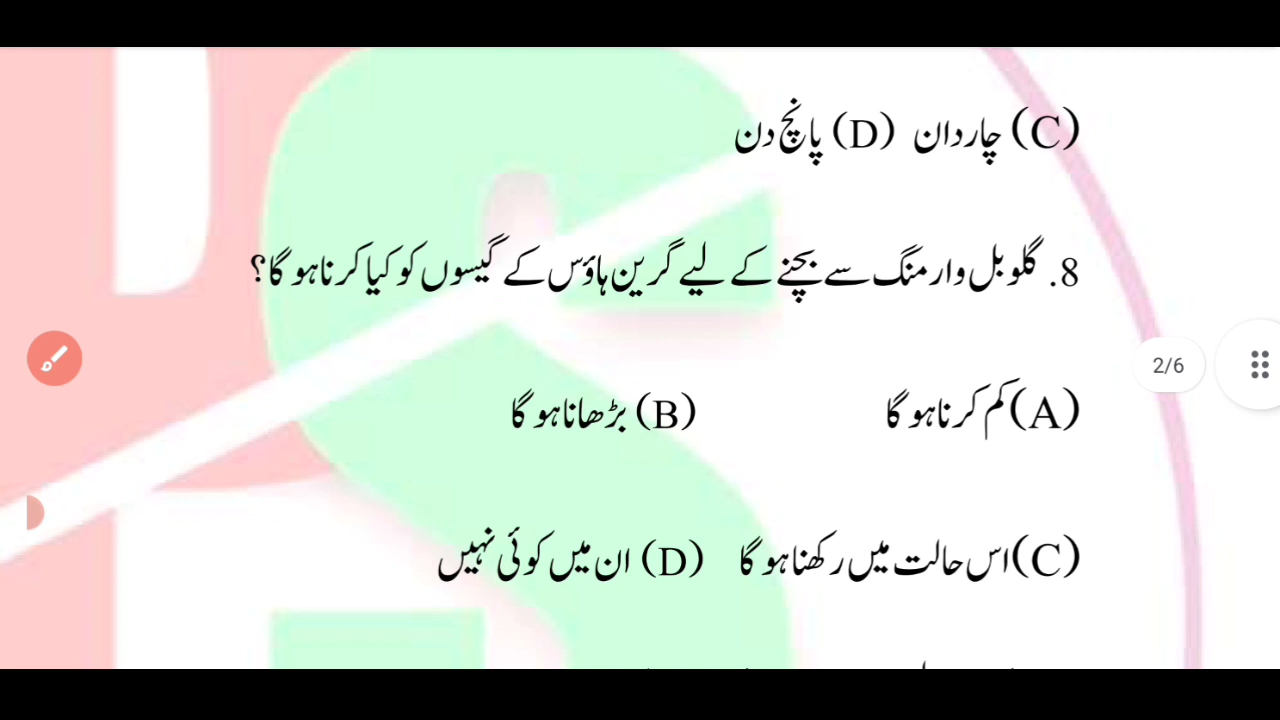 (C) چاردان (D) پانچ دن
8. گلوبل وارمنگ سے بچنے کے لیے گرین ہاؤس کے گیسوں کو کیا کرنا ہو گا؟
(A) کم کرنا ہو گا (B) بڑھانا ہو گا
2/6
(C) اس حالت میں رکھنا ہو گا (D) ان میں کوئی نہیں